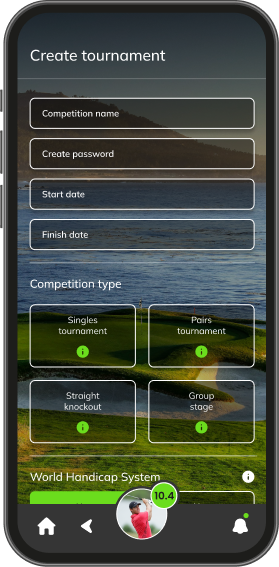 Create tournament
Competition name
Create password
Start date
Finish date
Competition type
Singles
tournament
Pairs
tournament
Straight
knockout
Group
stage
World Handicap System
10.4